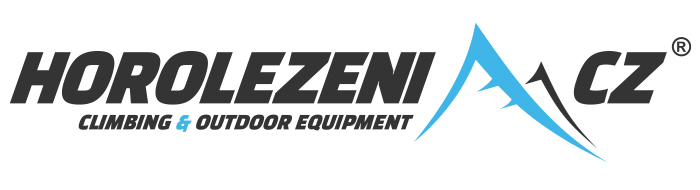 HOROLEZENI CZ ®
CLIMBING & OUTDOOR EQUIPMENT